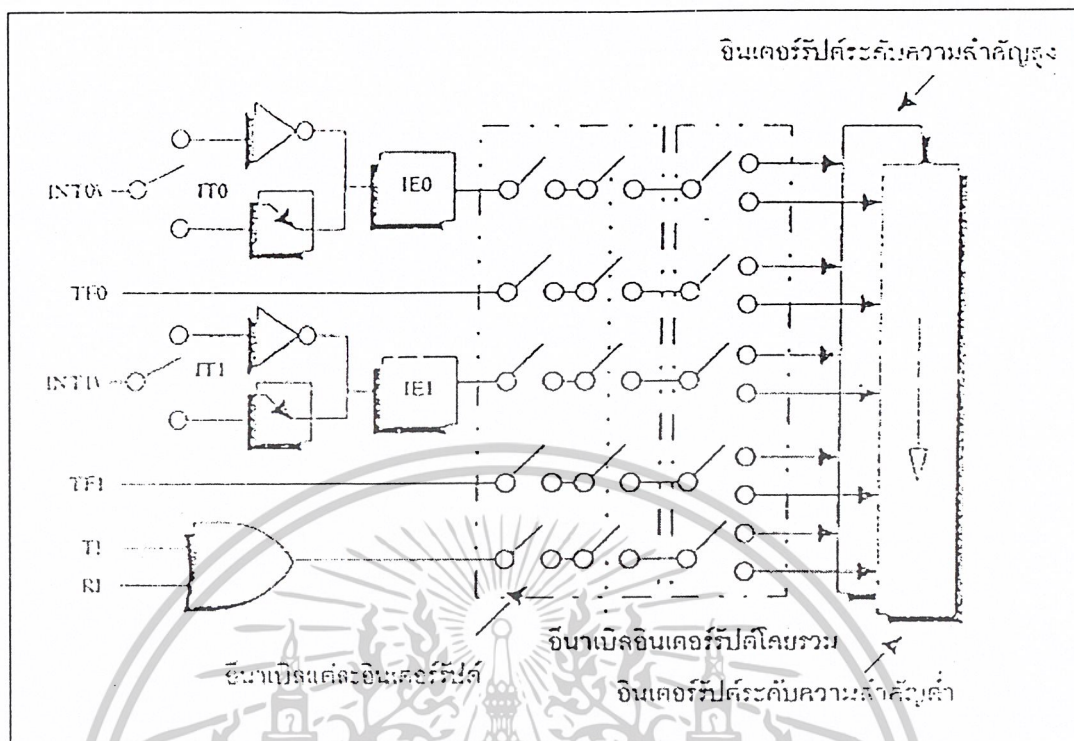 อินเตอร์รัปต์ระดับความสำคัญสูง
INT0\
IT0
IE0
TF0
INT1\
IT1
IE1
TF1
TI
RI
อีนาเบิลอินเตอร์รัปต์โดยรวม
อีนาเบิลแต่ละอินเตอร์รัปต์
อินเตอร์รัปต์ระดับความสำคัญต่ำ